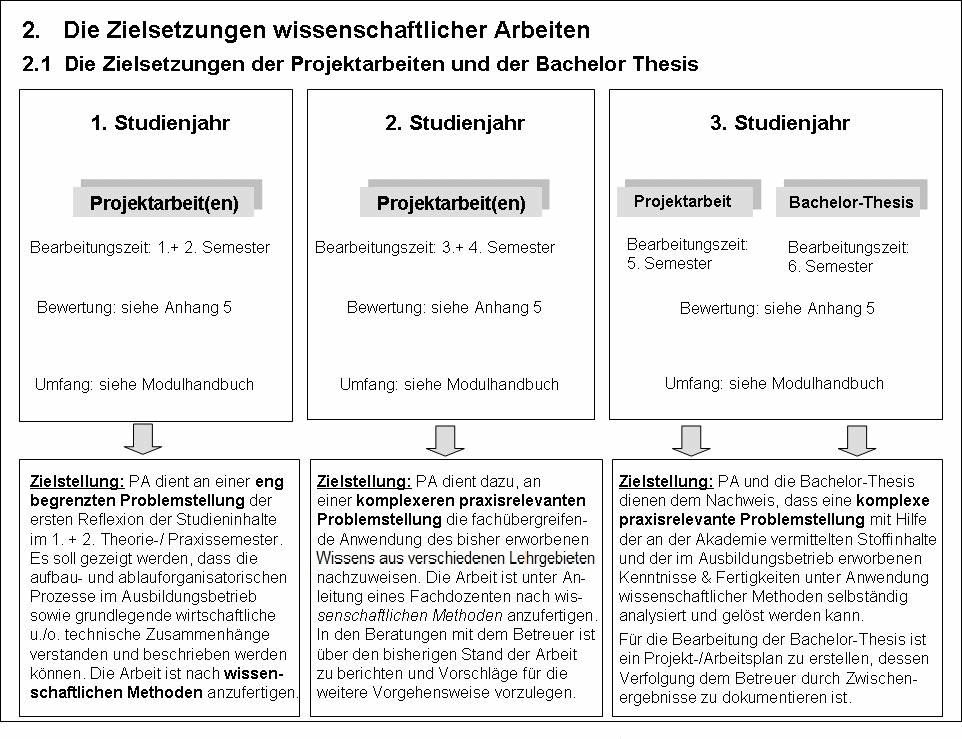 2. Die Zielsetzungen wissenschaftlicher Arbeiten
2.1 Die Zielsetzungen der Projektarbeiten und der Bachelor Thesis
1. Studienjahr
Projektarbeit(en)
Bearbeitungszeit: 1.+ 2. Semester
Bewertung: siehe Anhang 5
Umfang: siehe Modulhandbuch
Zielstellung: PA dient an einer eng
begrenzten Problemstellung der
ersten Reflexion der Studieninhalte
im 1. + 2. Theorie-/ Praxissemester.
Es soll gezeigt werden, dass die
aufbau- und ablauforganisatorischen
Prozesse im Ausbildungsbetrieb
sowie grundlegende wirtschaftliche
u./o. technische Zusammenhänge
verstanden und beschrieben werden
können. Die Arbeit ist nach wissen-
schaftlichen Methoden anzufertigen.
2. Studienjahr
Projektarbeit(en)
Bearbeitungszeit: 3.+ 4. Semester
Bewertung: siehe Anhang 5
Umfang: siehe Modulhandbuch
Zielstellung: PA dient dazu, an
einer komplexeren praxisrelevanten
Problemstellung die fachübergreifen-
de Anwendung des bisher erworbenen
Wissens aus verschiedenen Lehrgebieten
nachzuweisen. Die Arbeit ist unter An-
leitung eines Fachdozenten nach wis-
senschaftlichen Methoden anzufertigen.
In den Beratungen mit dem Betreuer ist
über den bisherigen Stand der Arbeit
zu berichten und Vorschläge für die
weitere Vorgehensweise vorzulegen.
3. Studienjahr
Projektarbeit
Bearbeitungszeit:
5. Semester
Bachelor-Thesis
Bearbeitungszeit:
6. Semester
Bewertung: siehe Anhang 5
Umfang: siehe Modulhandbuch
Zielstellung: PA und die Bachelor-Thesis
dienen dem Nachweis, dass eine komplexe
praxisrelevante Problemstellung mit Hilfe
der an der Akademie vermittelten Stoffinhalte
und der im Ausbildungsbetrieb erworbenen
Kenntnisse & Fertigkeiten unter Anwendung
wissenschaftlicher Methoden selbständig
analysiert und gelöst werden kann.
Für die Bearbeitung der Bachelor-Thesis ist
ein Projekt-/Arbeitsplan zu erstellen, dessen
Verfolgung dem Betreuer durch Zwischen-
ergebnisse zu dokumentieren ist.